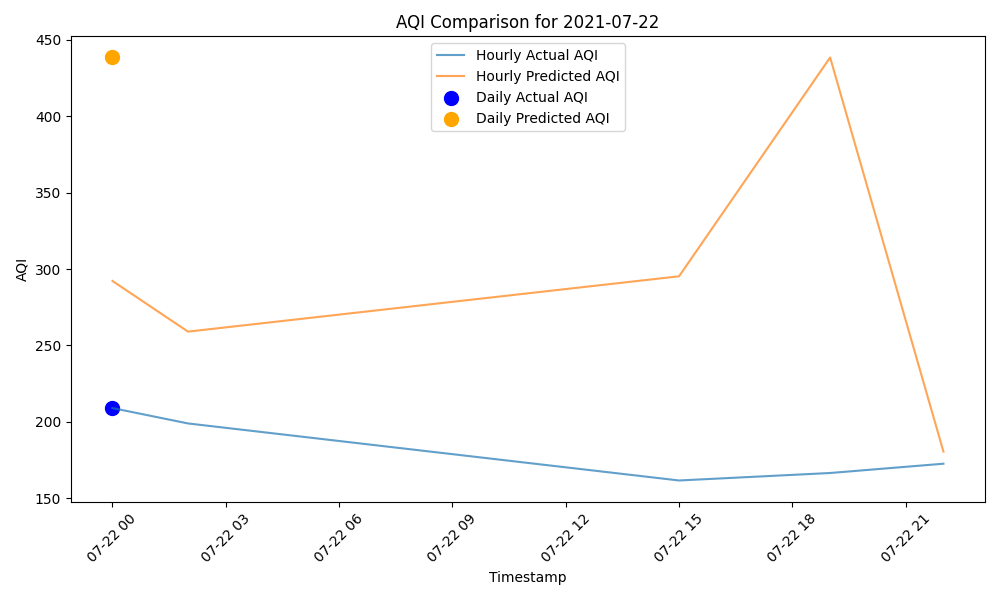 AQI Comparison for 2021-07-22
Hourly Actual AQI
Hourly Predicted AQI
Daily Actual AQI
Daily Predicted AQI
AQI
450
400
350
300
250
200
150
07-22 00
07-22 03
07-22 06
07-22 09
07-22 12
07-22 15
07-22 18
07-22 21
Timestamp